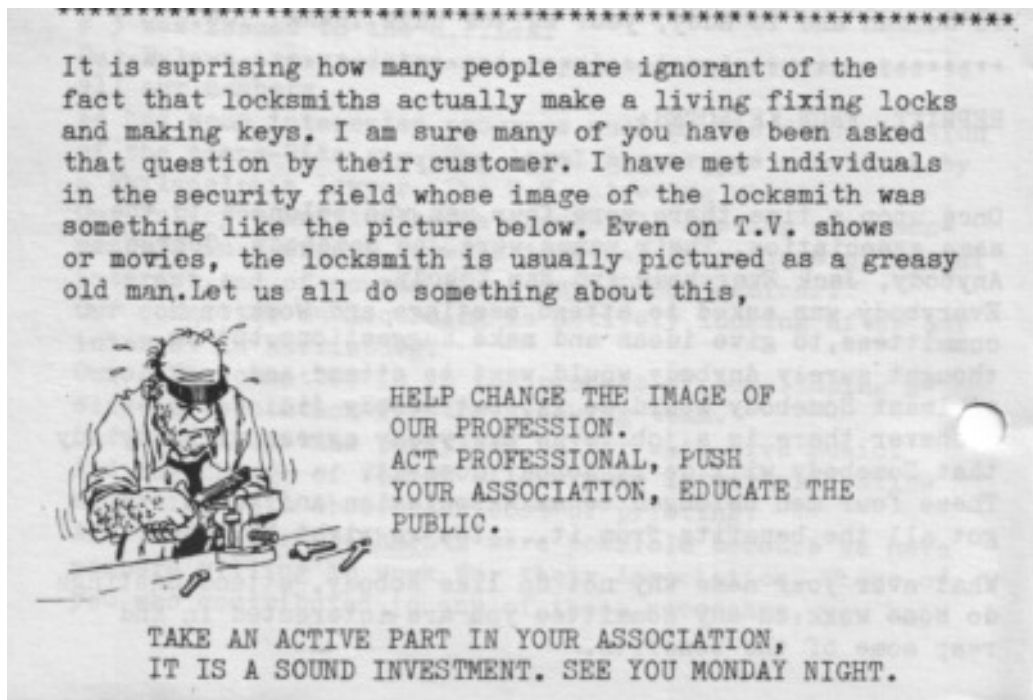 ****************************************************************
It is suprising how many people are ignorant of the
fact that locksmiths actually make a living fixing locks
and making keys. I am sure many of you have been asked
that question by their customer. I have met individuals
in the security field whose image of the locksmith was
something like the picture below. Even on T.V. shows
or movies, the locksmith is usually pictured as a greasy
old man.Let us all do something about this,
HELP CHANGE THE IMAGE OF
OUR PROFESSION.
ACT PROFESSIONAL, PUSH
YOUR ASSOCIATION, EDUCATE THE
PUBLIC.
TAKE AN ACTIVE PART IN YOUR ASSOCIATION,
IT IS A SOUND INVESTMENT. SEE YOU MONDAY NIGHT.